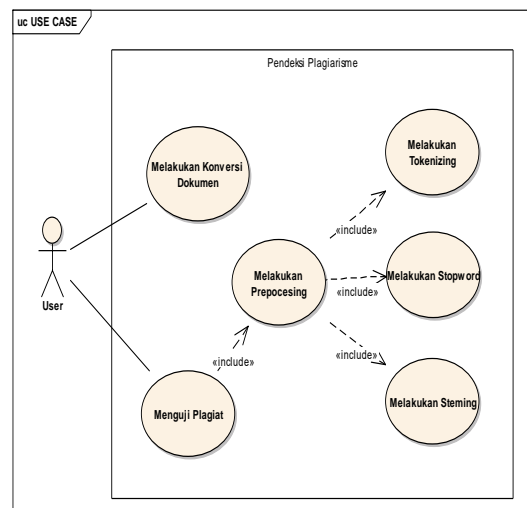 uc USE CASE
Pendeksi Plagiarisme
Melakukan
Tokenizing
Melakukan Konversi
Dokumen
«include»
User
Melakukan
Prepocesing
Melakukan Stopword
«include»
«include»
«include»
Menguji Plagiat
Melakukan Steming